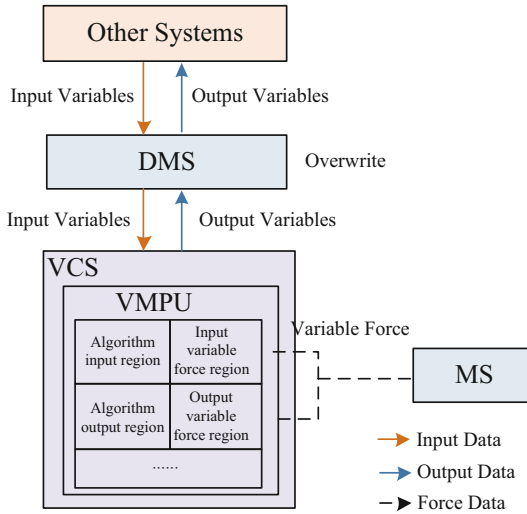 Other Systems
Input Variables
Output Variables
DMS
Overwrite
Input Variables
Output Variables
VCS
VMPU
Algorithm
input region
Input
variable
force region
Variable Force
MS
Algorithm
output region
Output
variable
force region
......
Input Data
Output Data
Force Data